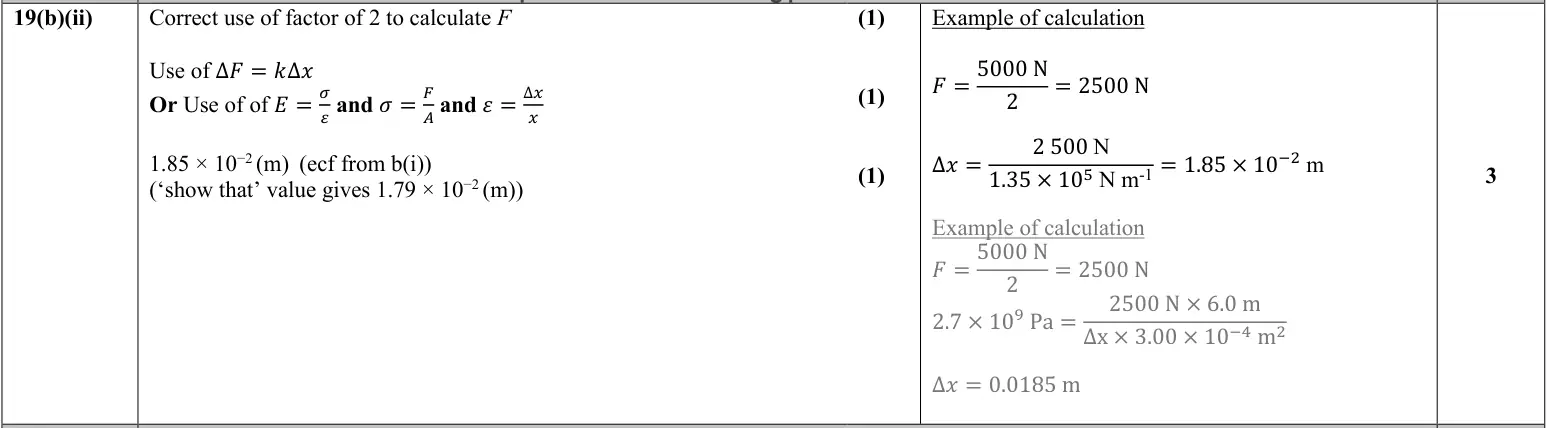 19(b)(ii)
Correct use of factor of 2 to calculate F (1)
Use of ΔF = kΔx
Or Use of of E = σ/ε and σ = F/A and ε = Δx/x (1)
1.85 × 10⁻² (m) (ecf from b(i))
(‘show that’ value gives 1.79 × 10⁻² (m)) (1)
Example of calculation
F = 5000 N / 2 = 2500 N
Δx = 2 500 N / 1.35 × 10⁵ N m⁻¹ = 1.85 × 10⁻² m
Example of calculation
F = 5000 N / 2 = 2500 N
2.7 × 10⁹ Pa = 2500 N × 6.0 m / Δx × 3.00 × 10⁻⁴ m²
Δx = 0.0185 m
3